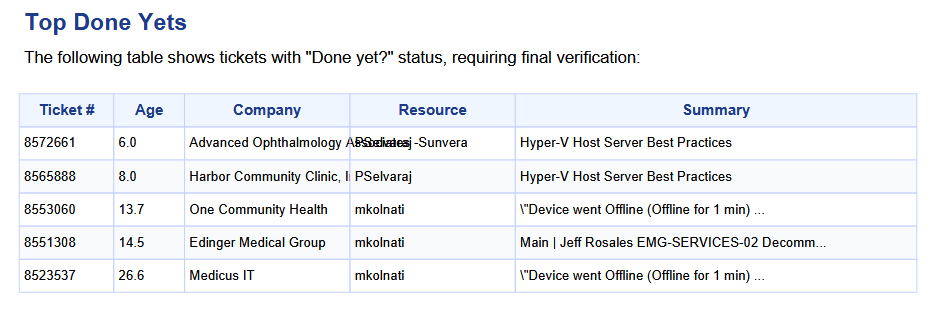 Top Done Yets
The following table shows tickets with "Done yet?" status, requiring final verification:
Ticket # Age Company Resource Summary
8572661 6.0 Advanced Ophthalmology Associates -Sunvera PSelvaraj Hyper-V Host Server Best Practices
8565888 8.0 Harbor Community Clinic, PSelvaraj Hyper-V Host Server Best Practices
8553060 13.7 One Community Health mkolnati \"Device went Offline (Offline for 1 min) ...
8551308 14.5 Edinger Medical Group mkolnati Main | Jeff Rosales EMG-SERVICES-02 Decomm...
8523537 26.6 Medicus IT mkolnati \"Device went Offline (Offline for 1 min) ...